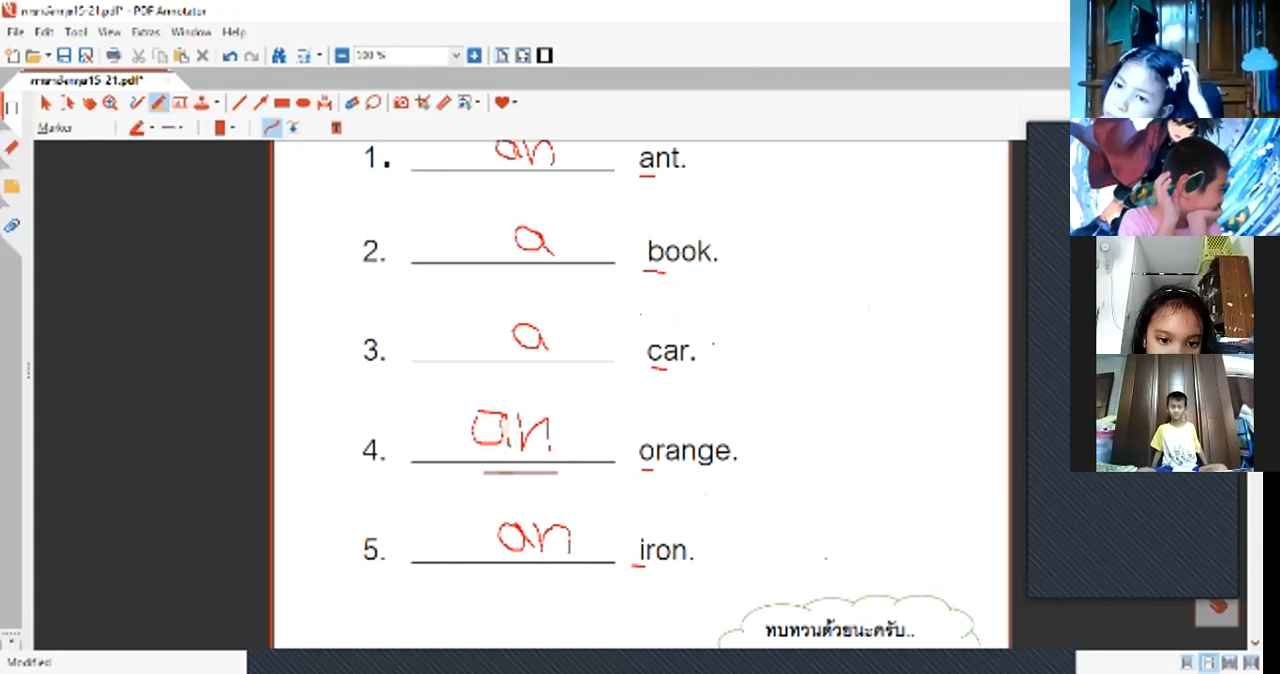 PDF Annotator
File Edit Tool View Extras Window Help
100 %
Marker
1. an ant.
2. a book.
3. a car.
4. an orange.
5. an iron.
ทบทวนด้วยนะครับ..
Modified